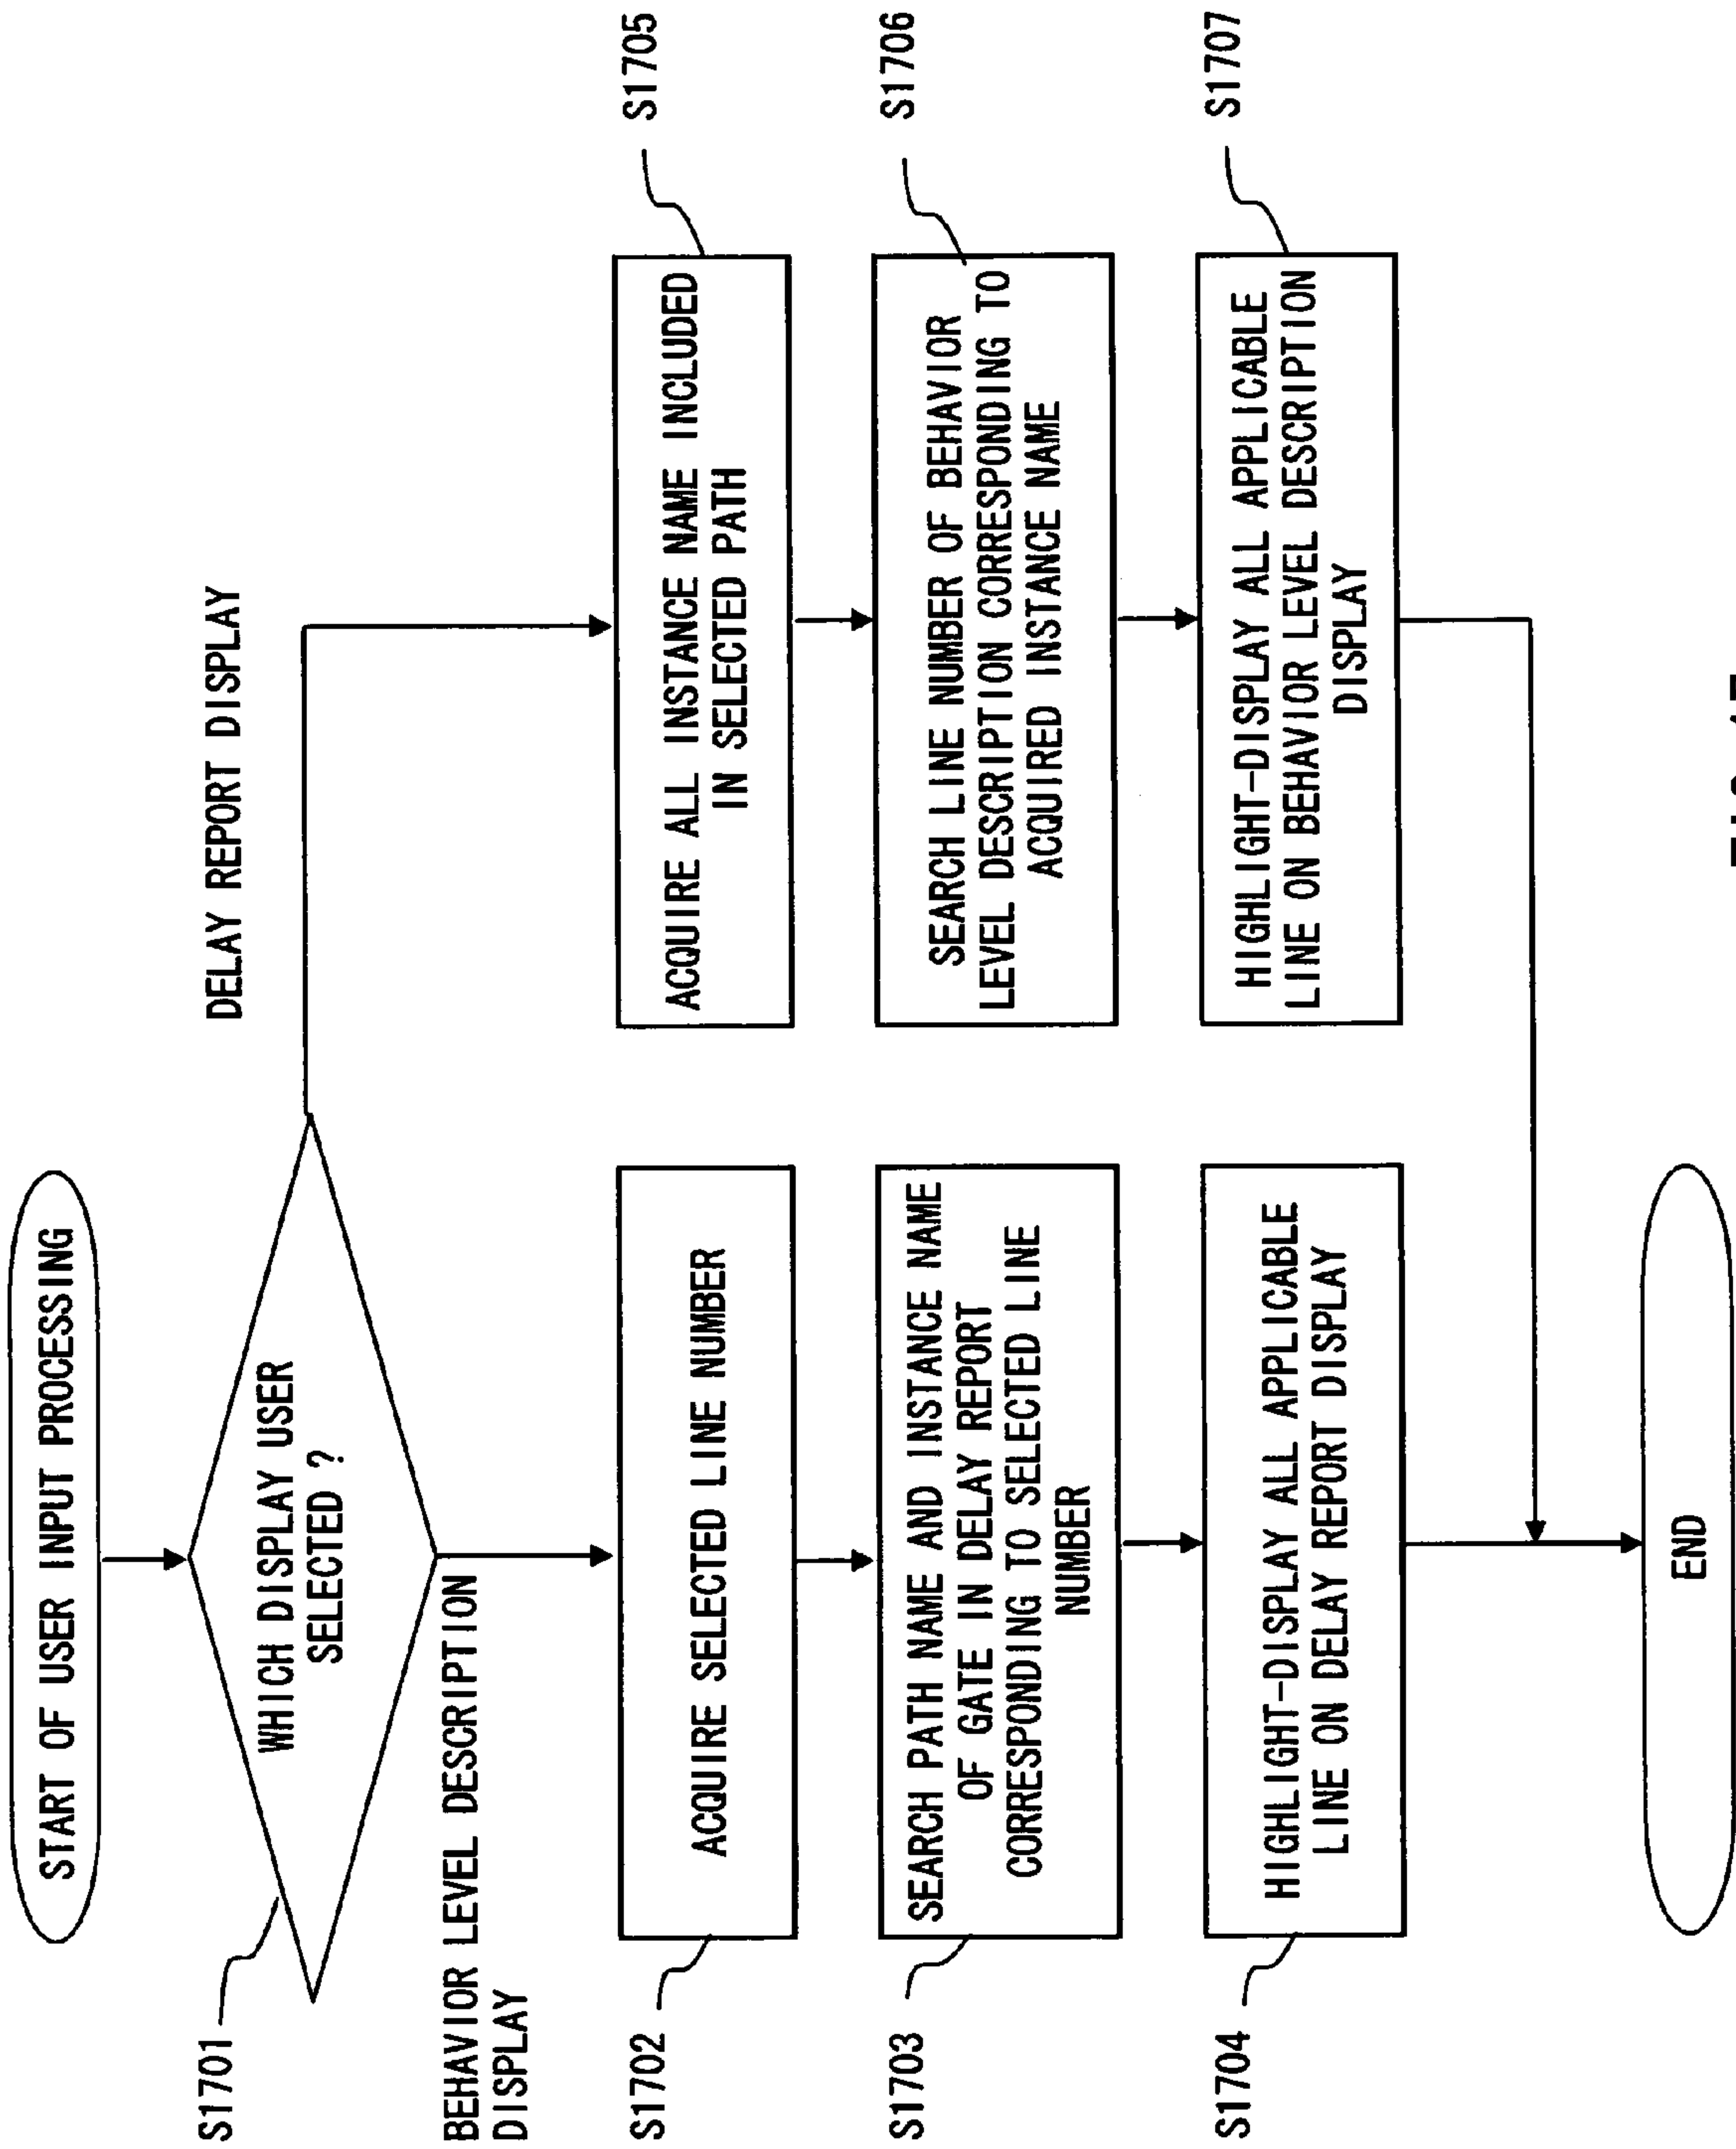 START OF USER INPUT PROCESSING
S1701
WHICH DISPLAY USER
SELECTED ?
DELAY REPORT DISPLAY
BEHAVIOR LEVEL DESCRIPTION
DISPLAY
S1702
ACQUIRE SELECTED LINE NUMBER
S1703
SEARCH PATH NAME AND INSTANCE NAME
OF GATE IN DELAY REPORT
CORRESPONDING TO SELECTED LINE
NUMBER
S1704
HIGHLIGHT-DISPLAY ALL APPLICABLE
LINE ON DELAY REPORT DISPLAY
S1705
ACQUIRE ALL INSTANCE NAME INCLUDED
IN SELECTED PATH
S1706
SEARCH LINE NUMBER OF BEHAVIOR
LEVEL DESCRIPTION CORRESPONDING TO
ACQUIRED INSTANCE NAME
S1707
HIGHLIGHT-DISPLAY ALL APPLICABLE
LINE ON BEHAVIOR LEVEL DESCRIPTION
DISPLAY
END